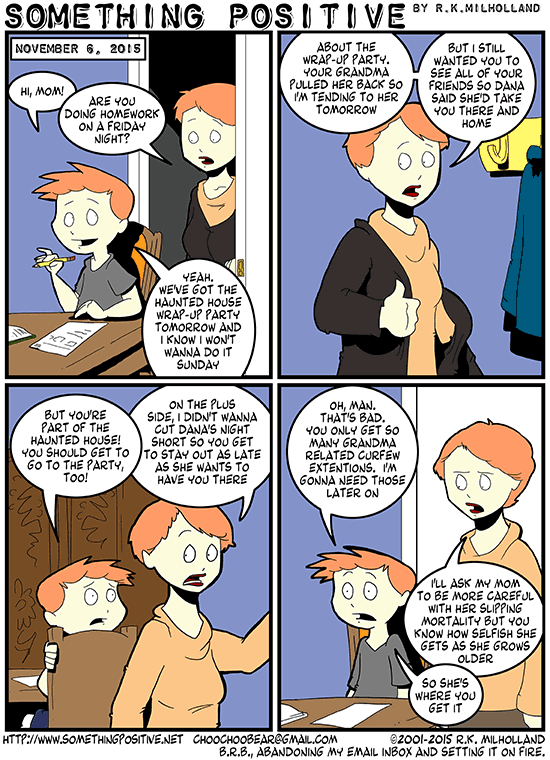 SOMETHING POSITIVE BY R.K.MILHOLLAND
NOVEMBER 6, 2015
HI, MOM!
ARE YOU
DOING HOMEWORK
ON A FRIDAY
NIGHT?
YEAH.
WE'VE GOT THE
HAUNTED HOUSE
WRAP-UP PARTY
TOMORROW AND
I KNOW I WON'T
WANNA DO IT
SUNDAY
ABOUT THE
WRAP-UP PARTY.
YOUR GRANDMA
PULLED HER BACK SO
I'M TENDING TO HER
TOMORROW
BUT I STILL
WANTED YOU TO
SEE ALL OF YOUR
FRIENDS SO DANA
SAID SHE'D TAKE
YOU THERE AND
HOME
BUT YOU'RE
PART OF THE
HAUNTED HOUSE!
YOU SHOULD GET TO
GO TO THE PARTY,
TOO!
ON THE PLUS
SIDE, I DIDN'T WANNA
CUT DANA'S NIGHT
SHORT SO YOU GET
TO STAY OUT AS LATE
AS SHE WANTS TO
HAVE YOU THERE
OH, MAN.
THAT'S BAD.
YOU ONLY GET SO
MANY GRANDMA
RELATED CURFEW
EXTENTIONS. I'M
GONNA NEED THOSE
LATER ON
I'LL ASK MY MOM
TO BE MORE CAREFUL
WITH HER SLIPPING
MORTALITY BUT YOU
KNOW HOW SELFISH SHE
GETS AS SHE GROWS
OLDER
SO SHE'S
WHERE YOU
GET IT
HTTP://WWW.SOMETHINGPOSITIVE.NET CHOOCHOOBEAR@GMAIL.COM ©2001-2015 R.K. MILHOLLAND
B.R.B., ABANDONING MY EMAIL INBOX AND SETTING IT ON FIRE.